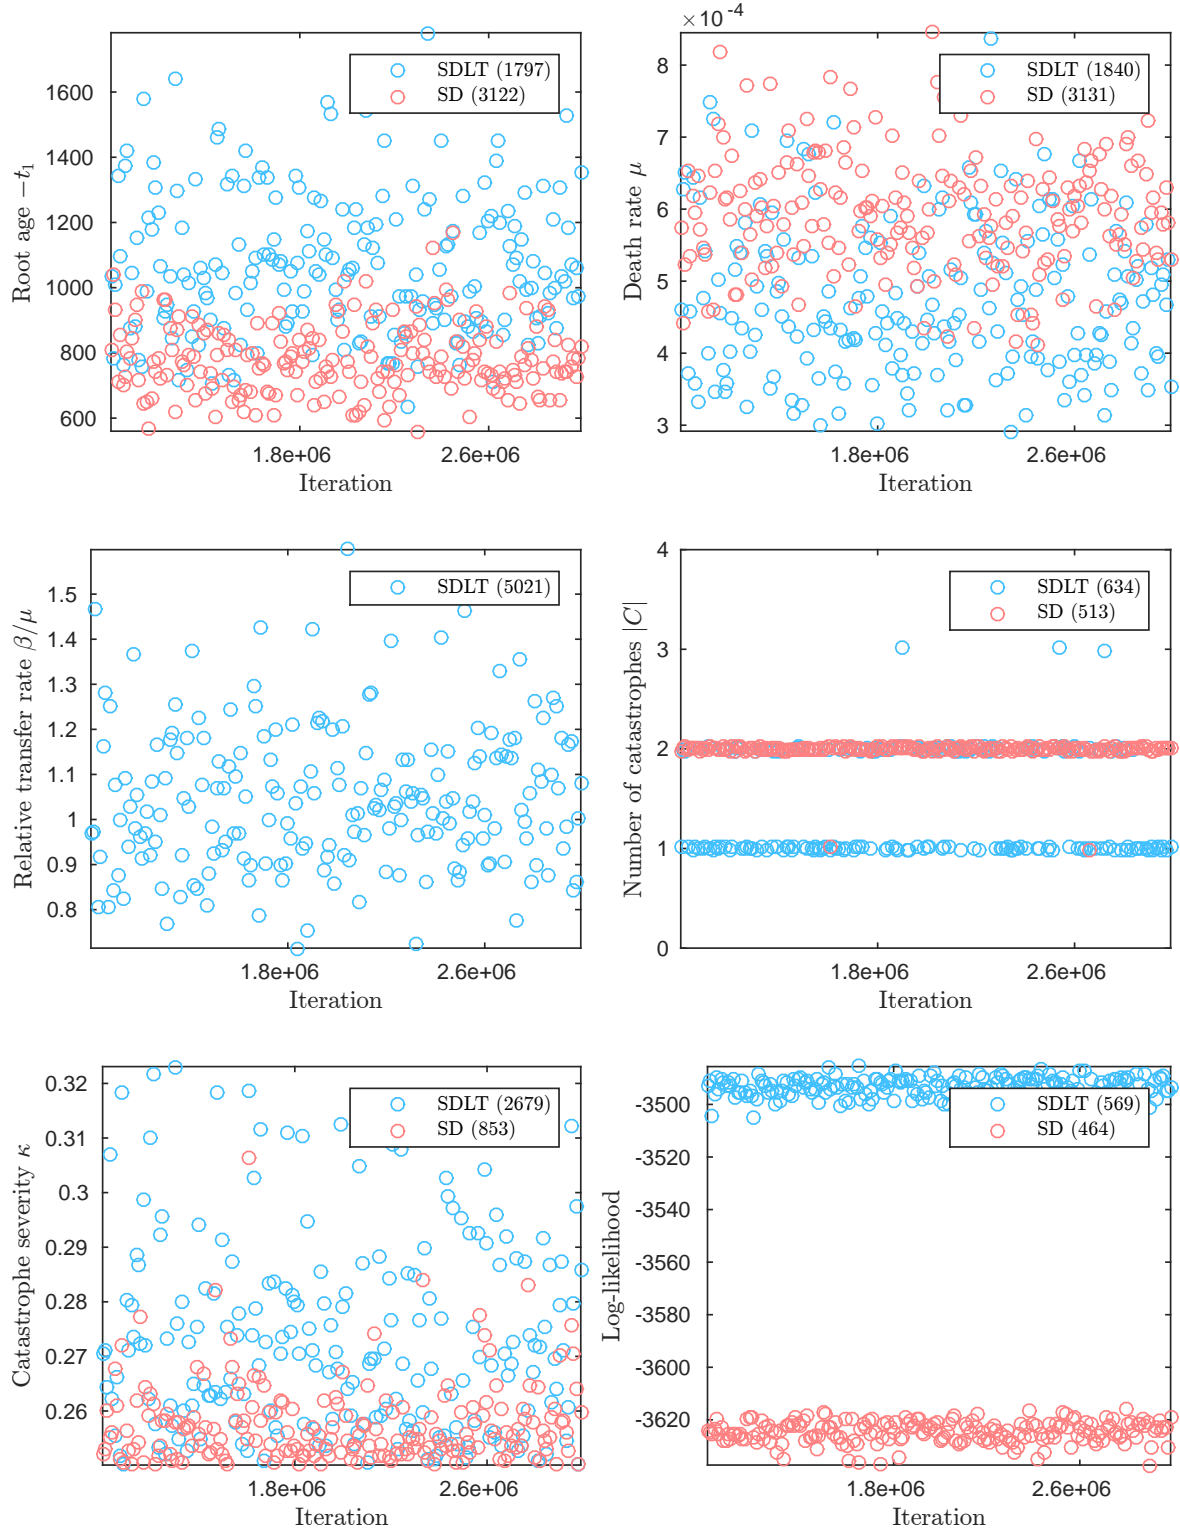 ×10 -4
SDLT (1797)
SD (3122)
1600
1400
1200
1000
800
600
Root age −t1
1.8e+06
2.6e+06
Iteration
SDLT (1840)
SD (3131)
8
7
6
5
4
3
Death rate μ
1.8e+06
2.6e+06
Iteration
SDLT (5021)
1.5
1.4
1.3
1.2
1.1
1
0.9
0.8
Relative transfer rate β/μ
1.8e+06
2.6e+06
Iteration
SDLT (634)
SD (513)
4
3
2
1
0
Number of catastrophes |C|
1.8e+06
2.6e+06
Iteration
SDLT (2679)
SD (853)
0.32
0.31
0.3
0.29
0.28
0.27
0.26
Catastrophe severity κ
1.8e+06
2.6e+06
Iteration
SDLT (569)
SD (464)
-3500
-3520
-3540
-3560
-3580
-3600
-3620
Log-likelihood
1.8e+06
2.6e+06
Iteration